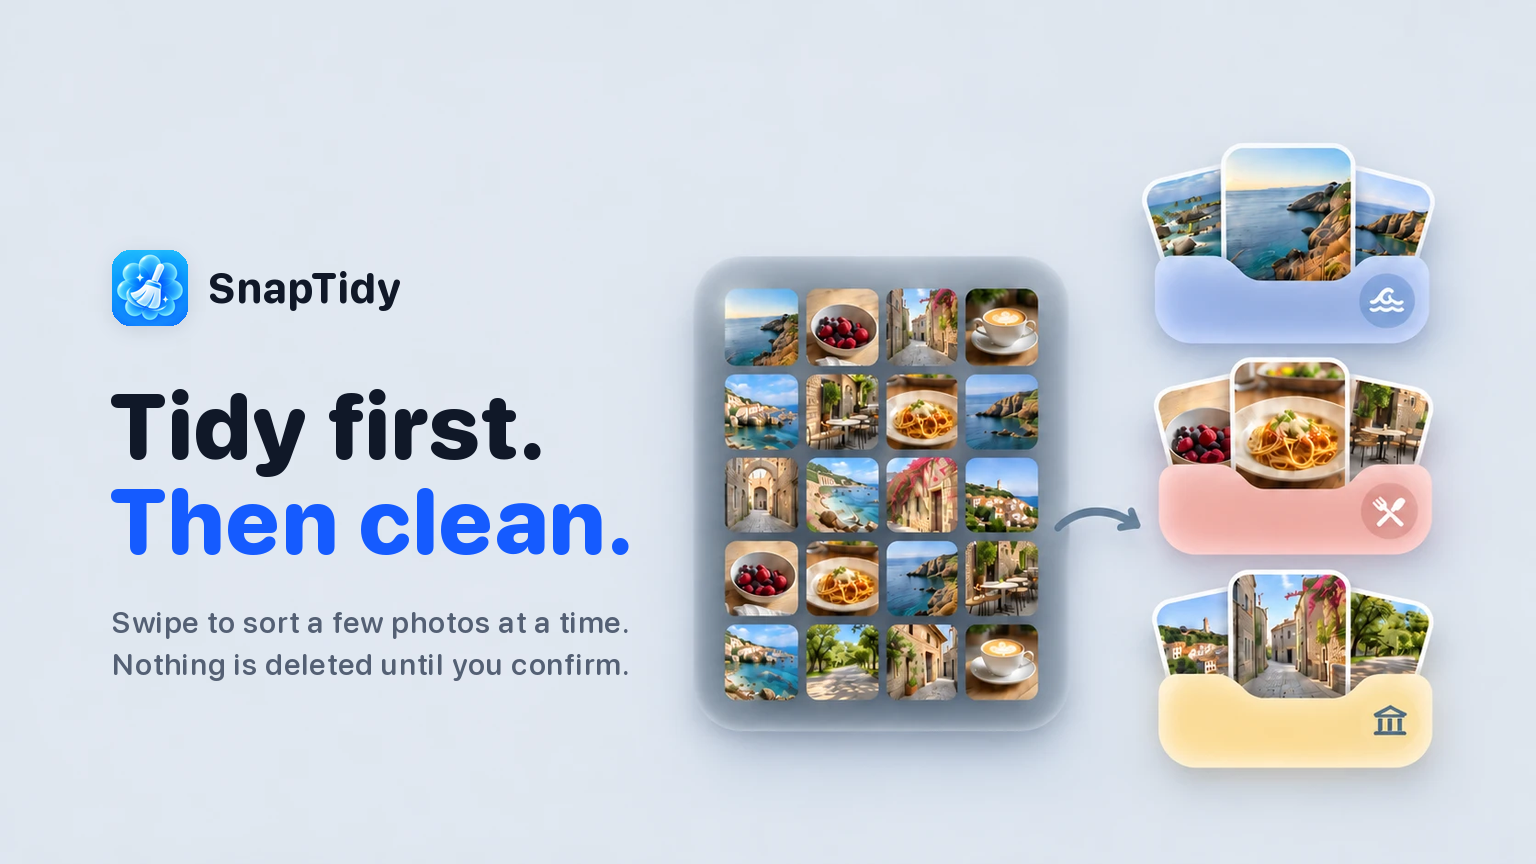 SnapTidy
Tidy first.
Then clean.
Swipe to sort a few photos at a time.
Nothing is deleted until you confirm.